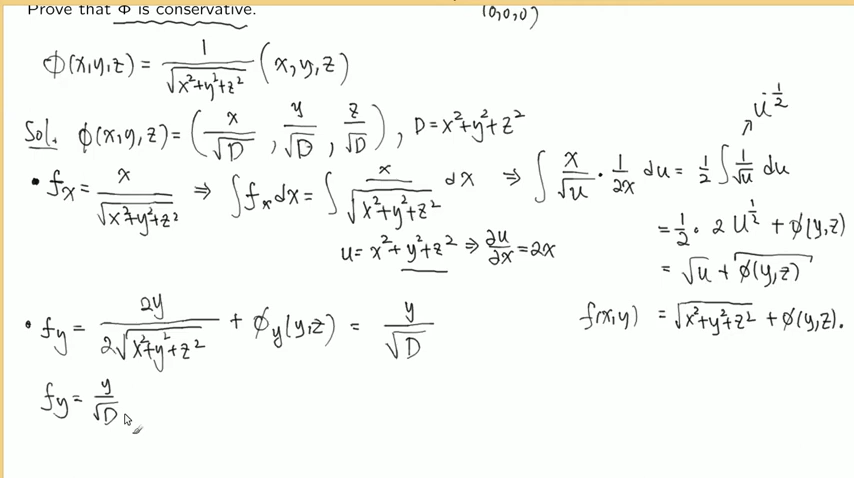 Prove that Φ is conservative.
(0,0,0)
ϕ(x,y,z) = 1/√(x²+y²+z²) (x, y, z)
Sol. ϕ(x,y,z) = (x/√D, y/√D, z/√D), D = x²+y²+z²
• fx = x/√(x²+y²+z²) ⇒ ∫ fx dx = ∫ x/√(x²+y²+z²) dx ⇒ ∫ x/√u · 1/2x du = 1/2 ∫ 1/√u du
u^-1/2
u = x²+y²+z² ⇒ ∂u/∂x = 2x
= 1/2 · 2 u^1/2 + ϕ(y,z)
= √u + ϕ(y,z)
f(x,y) = √(x²+y²+z²) + ϕ(y,z).
• fy = 2y/2√(x²+y²+z²) + ϕy(y,z) = y/√D
fy = y/√D